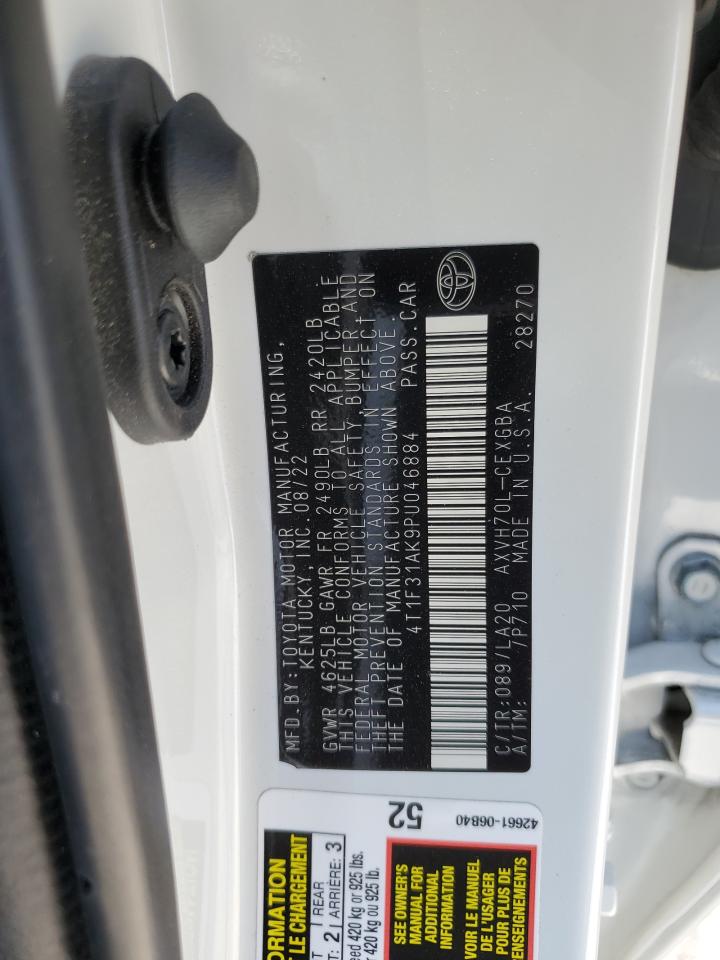 MFD.BY:TOYOTA MOTOR MANUFACTURING,
KENTUCKY, INC. 08/22
GVWR 4625LB GAWR FR 2490LB RR 2420LB
THIS VEHICLE CONFORMS TO ALL APPLICABLE
FEDERAL MOTOR VEHICLE SAFETY, BUMPER AND
THEFT PREVENTION STANDARDS IN EFFECT ON
THE DATE OF MANUFACTURE SHOWN ABOVE.
4T1F31AK9PU046884 PASS.CAR
C/TR:089/LA20 AXVH70L-CEXGBA
A/TM: /P710 MADE IN U.S.A. 28270
LE CHARGEMENT
REAR
2 ARRIÈRE: 3
420 kg or 925 lbs.
420 kg ou 925 lb.
52
42661-06B40
SEE OWNER'S
MANUAL FOR
ADDITIONAL
INFORMATION
VOIR LE MANUEL
DE L'USAGER
POUR PLUS DE
RENSEIGNEMENTS